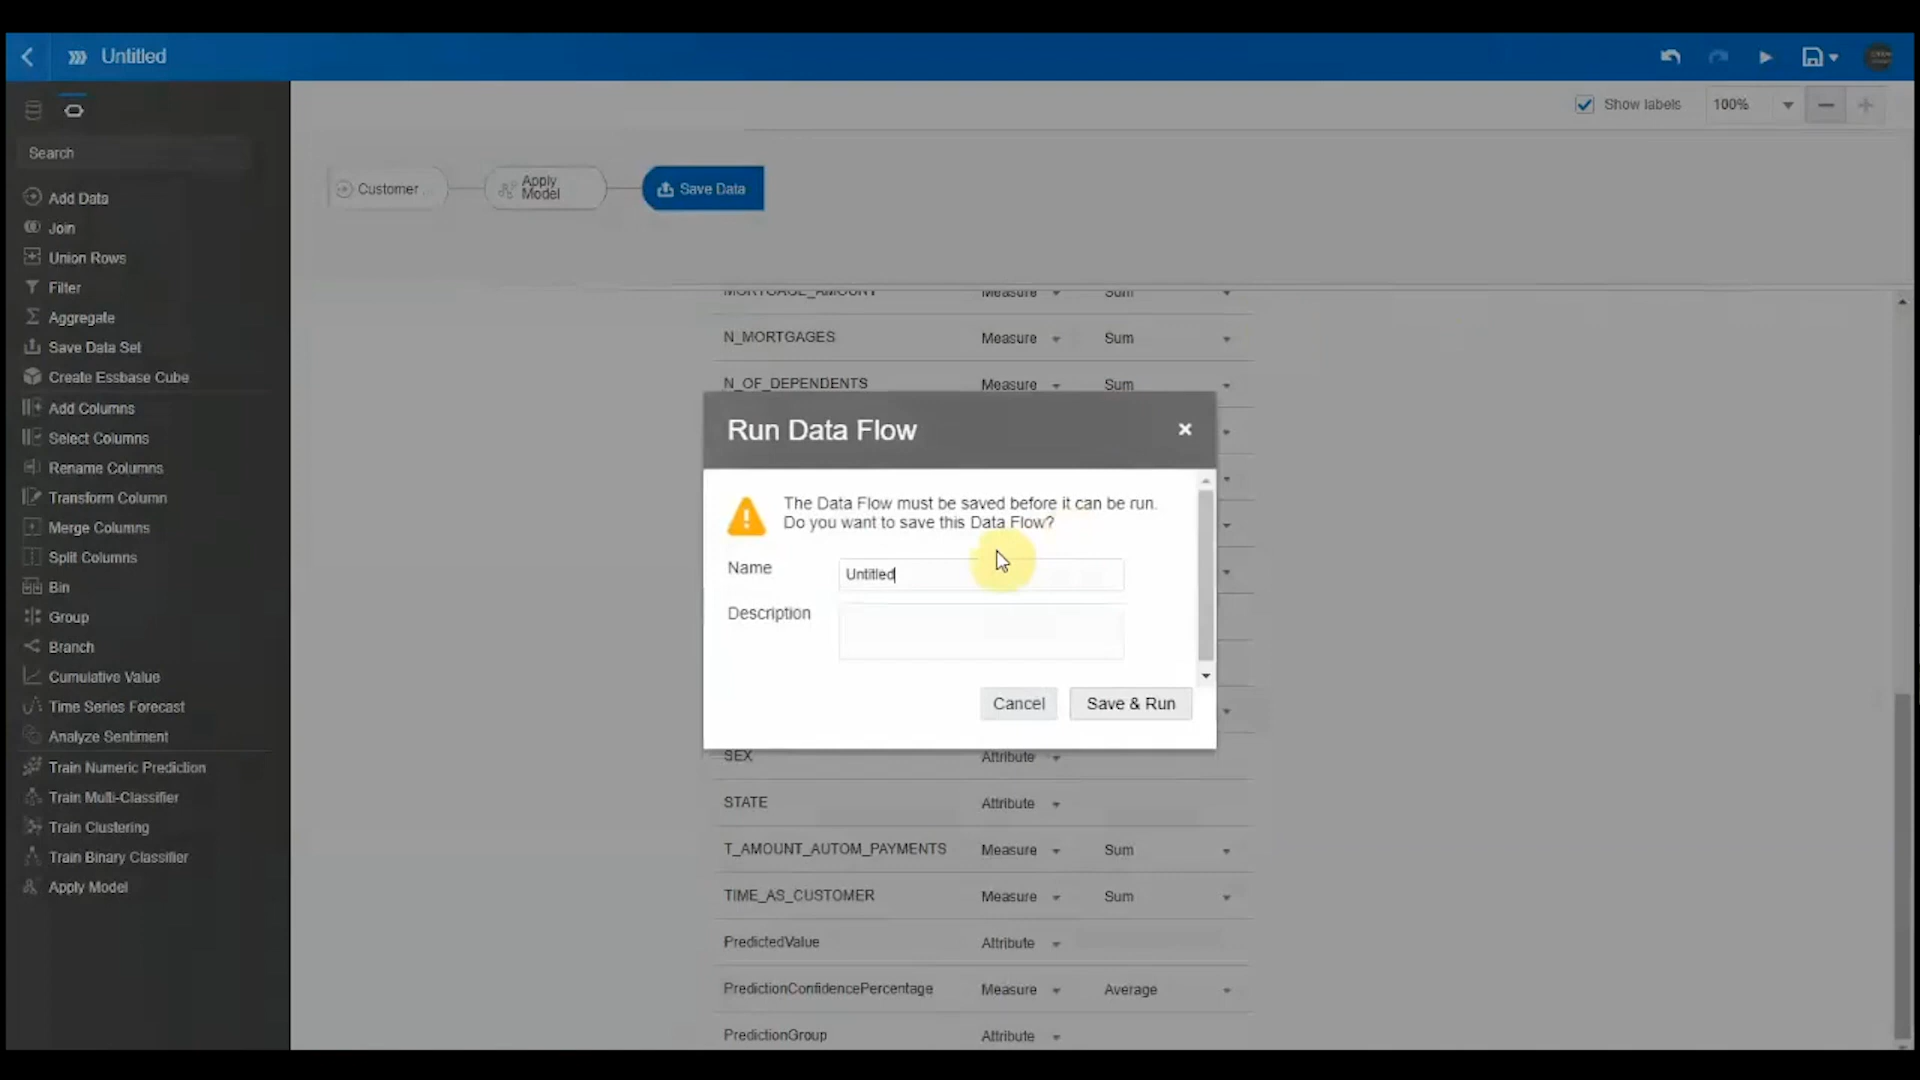 Untitled
Show labels
100%
Search
Add Data
Join
Union Rows
Filter
Aggregate
Save Data Set
Create Essbase Cube
Add Columns
Select Columns
Rename Columns
Transform Column
Merge Columns
Split Columns
Bin
Group
Branch
Cumulative Value
Time Series Forecast
Analyze Sentiment
Train Numeric Prediction
Train Multi-Classifier
Train Clustering
Train Binary Classifier
Apply Model
Customer ...
Apply
Model
Save Data
MORTGAGE_AMOUNT Measure Sum
N_MORTGAGES Measure Sum
N_OF_DEPENDENTS Measure Sum
Run Data Flow
The Data Flow must be saved before it can be run.
Do you want to save this Data Flow?
Name Untitled
Description
Cancel Save & Run
SEX Attribute
STATE Attribute
T_AMOUNT_AUTOM_PAYMENTS Measure Sum
TIME_AS_CUSTOMER Measure Sum
PredictedValue Attribute
PredictionConfidencePercentage Measure Average
PredictionGroup Attribute